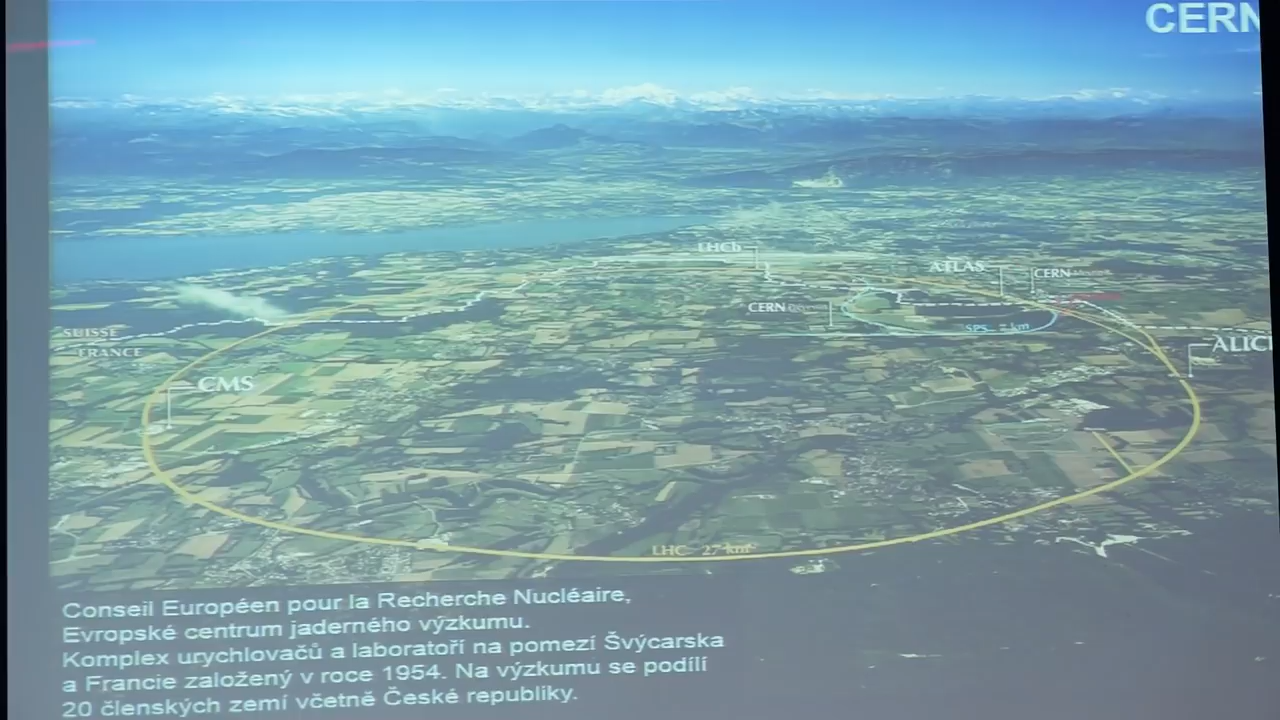 CERN
LHCb
ATLAS
CERN
CERN
SPS 7 km
SUISSE
FRANCE
ALICE
CMS
LHC 27 km
Conseil Européen pour la Recherche Nucléaire,
Evropské centrum jaderného výzkumu.
Komplex urychlovačů a laboratoří na pomezí Švýcarska
a Francie založený v roce 1954. Na výzkumu se podílí
20 členských zemí včetně České republiky.